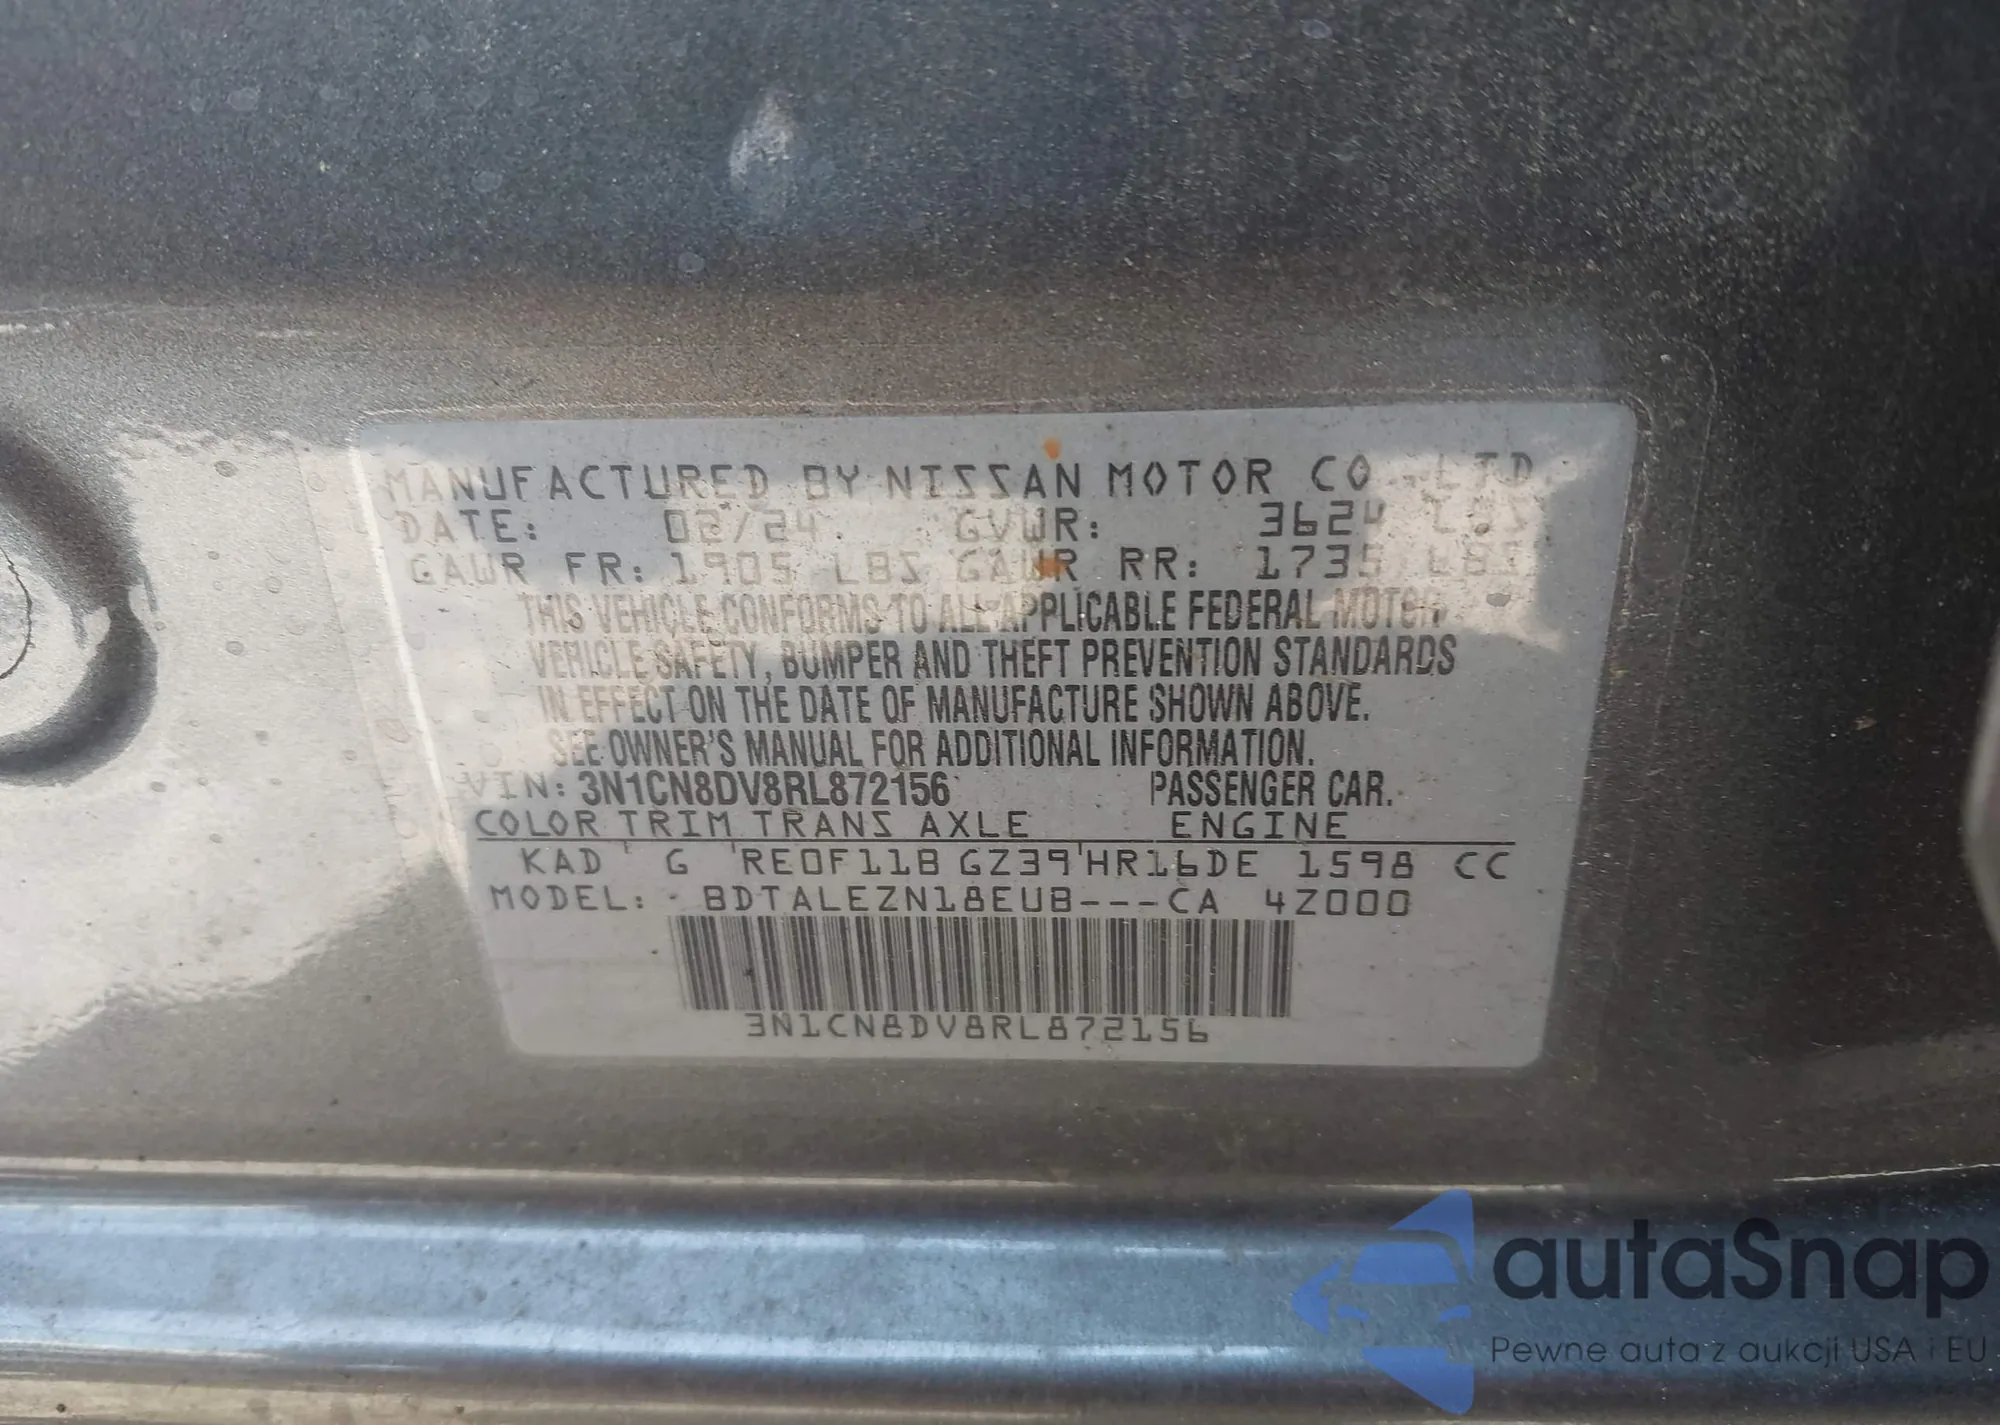 MANUFACTURED BY NISSAN MOTOR CO. LTD
DATE: 02/24 GVWR: 3624 LBS
GAWR FR: 1905 LBS GAWR RR: 1735 LBS
THIS VEHICLE CONFORMS TO ALL APPLICABLE FEDERAL MOTOR
VEHICLE SAFETY, BUMPER AND THEFT PREVENTION STANDARDS
IN EFFECT ON THE DATE OF MANUFACTURE SHOWN ABOVE.
SEE OWNER'S MANUAL FOR ADDITIONAL INFORMATION.
VIN: 3N1CN8DV8RL872156 PASSENGER CAR.
COLOR TRIM TRANS AXLE ENGINE
KAD G RE0F11B GZ39 HR16DE 1598 CC
MODEL: BDTALEZN18EUB---CA 4Z000
3N1CN8DV8RL872156
autaSnap
Pewne auta z aukcji USA i EU